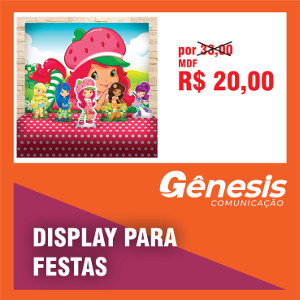 por 33,00
MDF
R$ 20,00
Gênesis
COMUNICAÇÃO
DISPLAY PARA
FESTAS